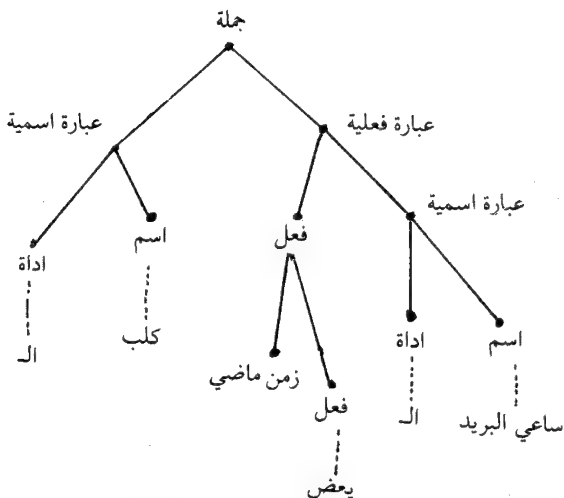 جملة
عبارة اسمية
عبارة فعلية
عبارة اسمية
اسم
فعل
اداة
اداة
اسم
الـ
كلب
زمن ماضي
فعل
الـ
ساعي البريد
يعض